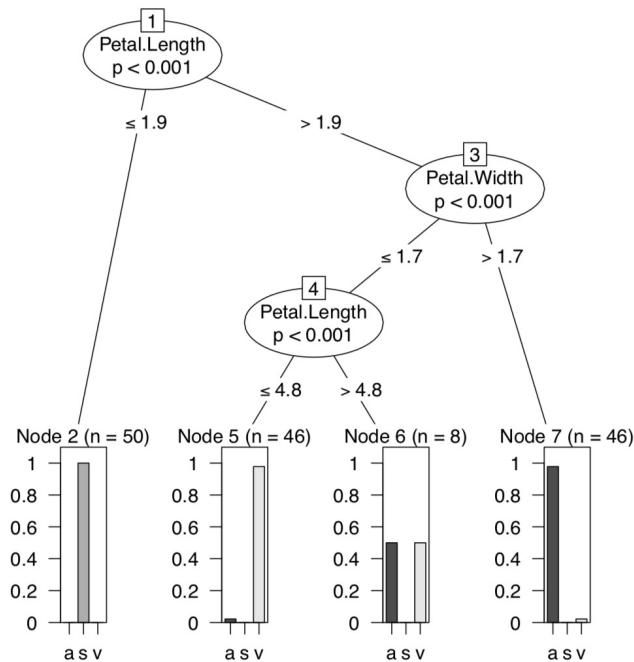 1
Petal.Length
p < 0.001
≤ 1.9
> 1.9
3
Petal.Width
p < 0.001
≤ 1.7
> 1.7
4
Petal.Length
p < 0.001
≤ 4.8
> 4.8
Node 2 (n = 50)
1
0.8
0.6
0.4
0.2
0
a s v
Node 5 (n = 46)
1
0.8
0.6
0.4
0.2
0
a s v
Node 6 (n = 8)
1
0.8
0.6
0.4
0.2
0
a s v
Node 7 (n = 46)
1
0.8
0.6
0.4
0.2
0
a s v